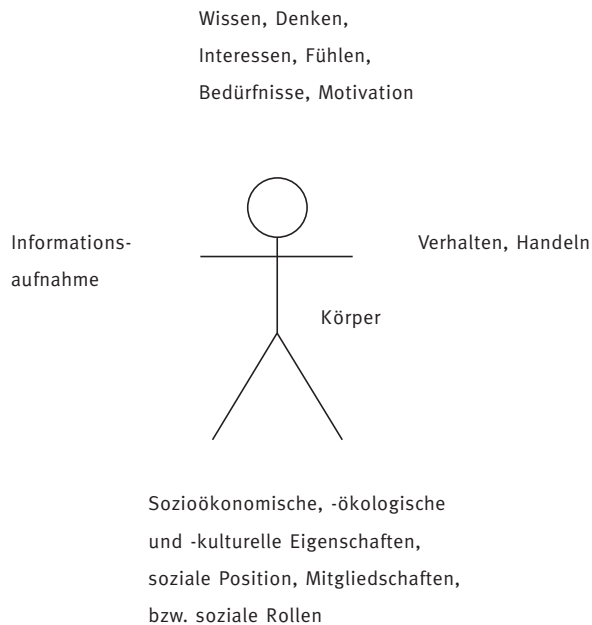 Wissen, Denken,
Interessen, Fühlen,
Bedürfnisse, Motivation
Informations-
aufnahme
Verhalten, Handeln
Körper
Sozioökonomische, -ökologische
und -kulturelle Eigenschaften,
soziale Position, Mitgliedschaften,
bzw. soziale Rollen